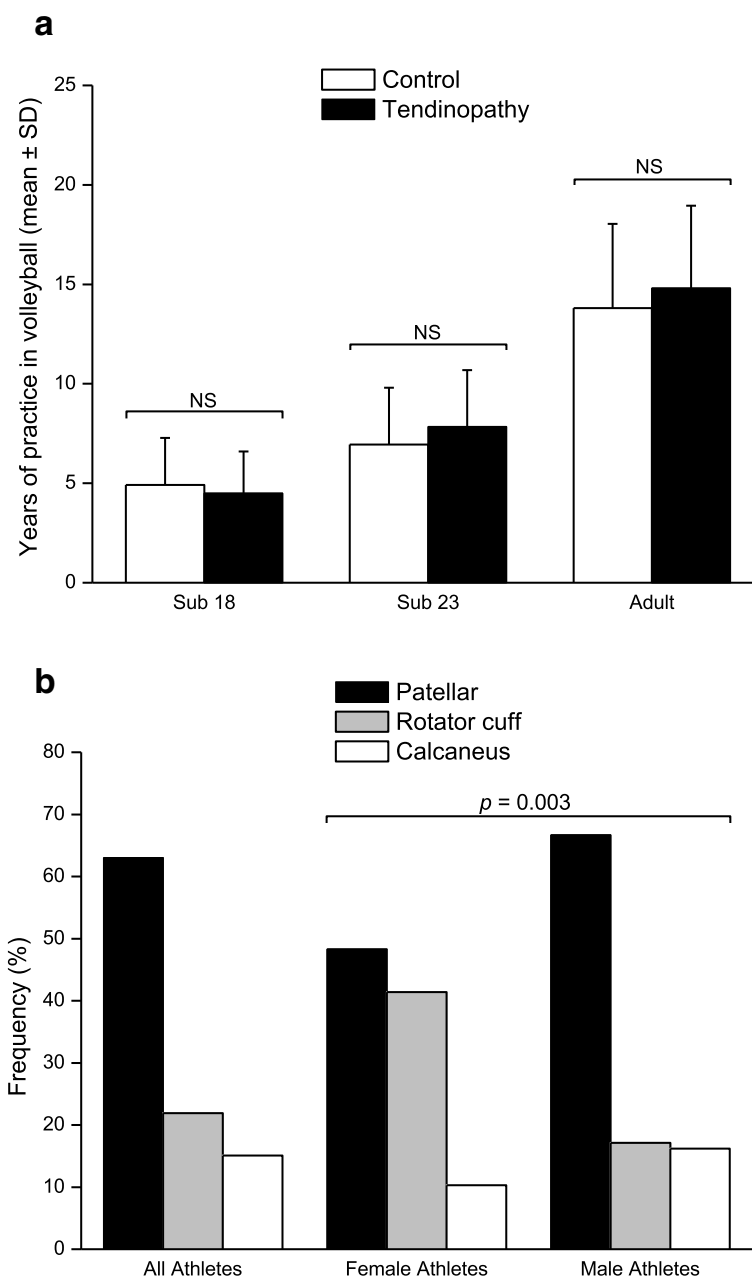 a
Control
Tendinopathy
Years of practice in volleyball (mean ± SD)
25
20
15
10
5
0
NS
NS
NS
Sub 18
Sub 23
Adult
b
Patellar
Rotator cuff
Calcaneus
Frequency (%)
80
70
60
50
40
30
20
10
0
p = 0.003
All Athletes
Female Athletes
Male Athletes